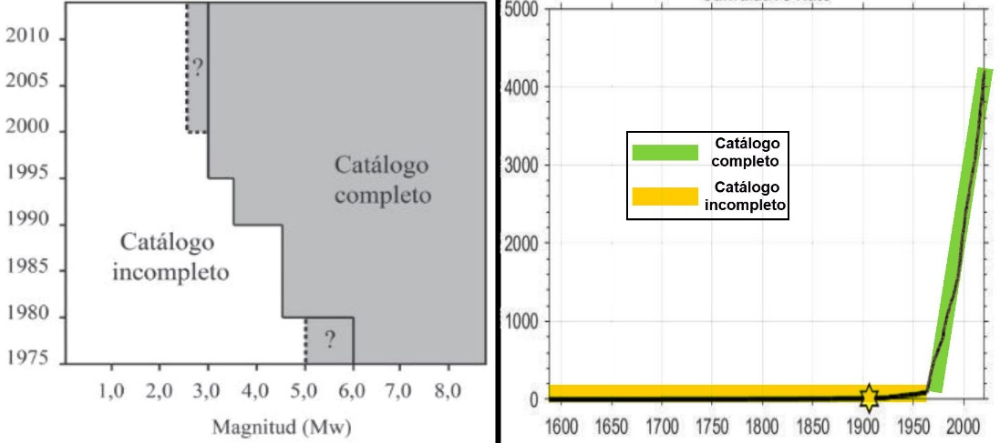 2010
2005
2000
1995
1990
1985
1980
1975
?
Catálogo
completo
Catálogo
incompleto
?
1,0 2,0 3,0 4,0 5,0 6,0 7,0 8,0
Magnitud (Mw)
5000
4000
3000
2000
1000
0
Catálogo
completo
Catálogo
incompleto
1600 1650 1700 1750 1800 1850 1900 1950 2000